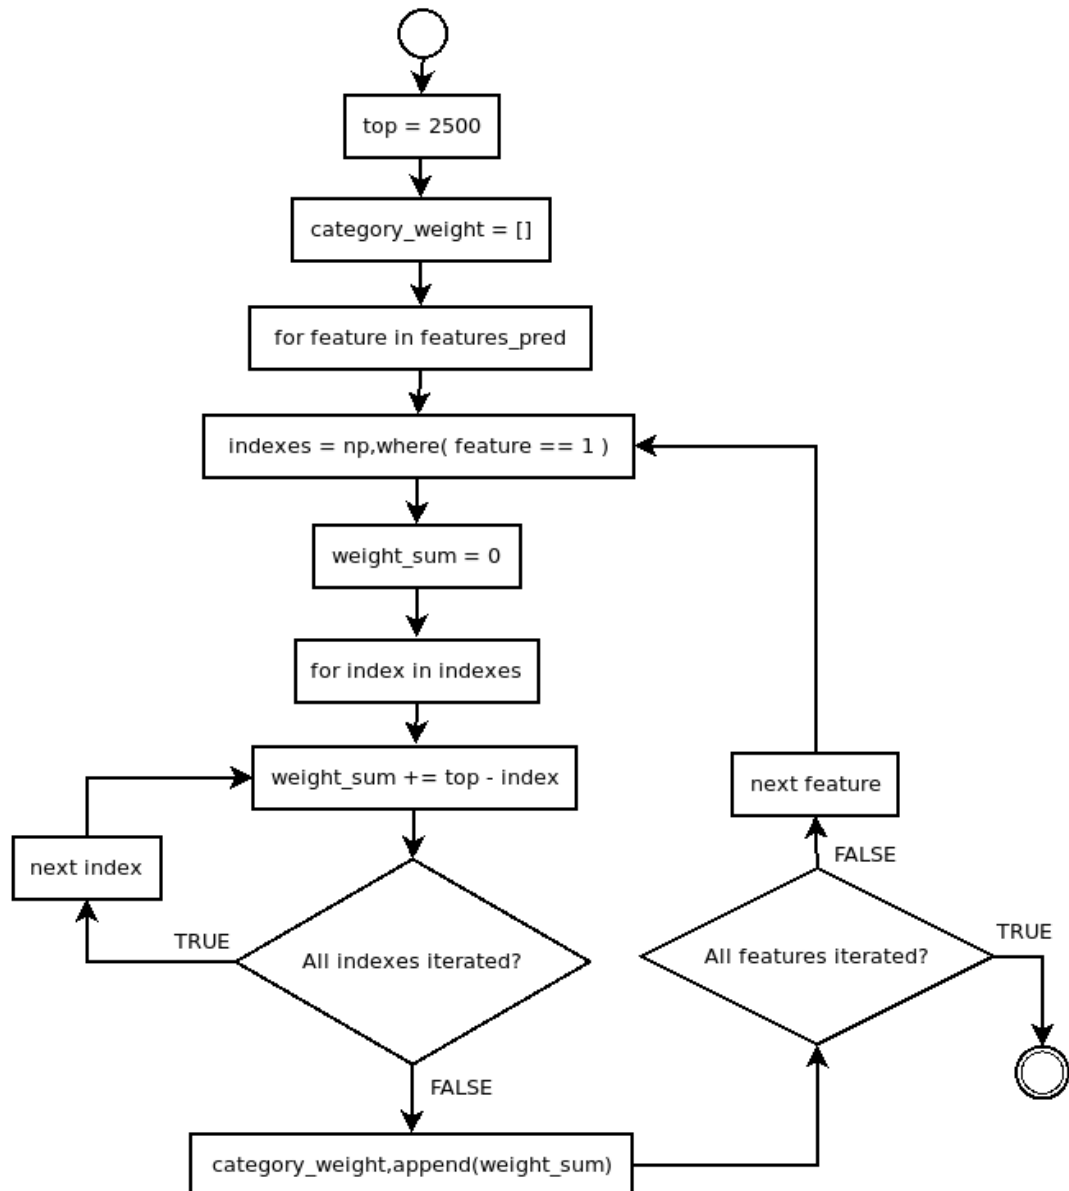 top = 2500
category_weight = []
for feature in features_pred
indexes = np,where( feature == 1 )
weight_sum = 0
for index in indexes
weight_sum += top - index
next index
TRUE
All indexes iterated?
FALSE
category_weight,append(weight_sum)
next feature
FALSE
All features iterated?
TRUE